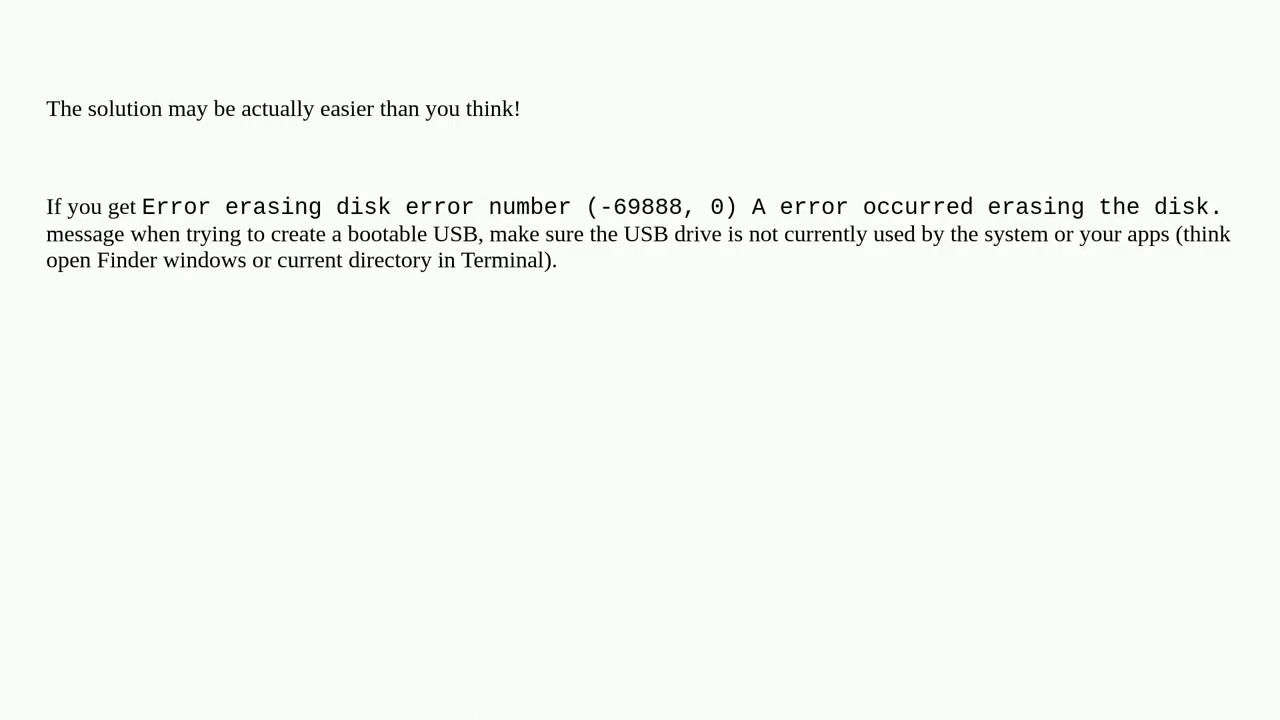 The solution may be actually easier than you think!
If you get Error erasing disk error number (-69888, 0) A error occurred erasing the disk.
message when trying to create a bootable USB, make sure the USB drive is not currently used by the system or your apps (think
open Finder windows or current directory in Terminal).